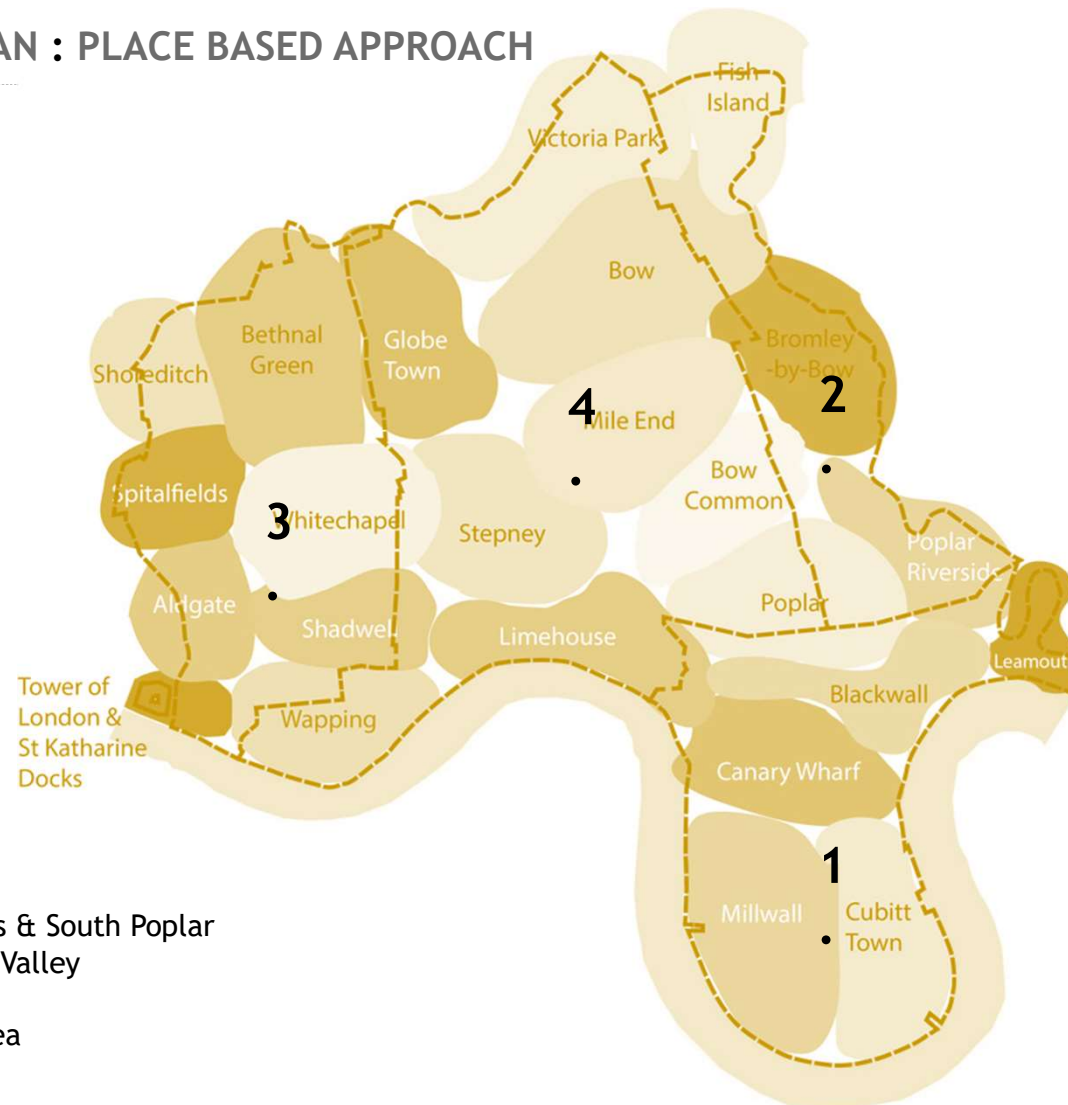 AN : PLACE BASED APPROACH
Fish
Island
Victoria Park
Bow
Bethnal
Green
Globe
Town
Shoreditch
Bromley
-by-Bow
2
4
Mile End
Bow
Common
Spitalfields
3
Whitechapel
Stepney
Poplar
Riverside
Aldgate
Poplar
Shadwell
Limehouse
Leamout
Tower of
London &
St Katharine
Docks
Wapping
Blackwall
Canary Wharf
1
Millwall
Cubitt
Town
s & South Poplar
Valley
ea